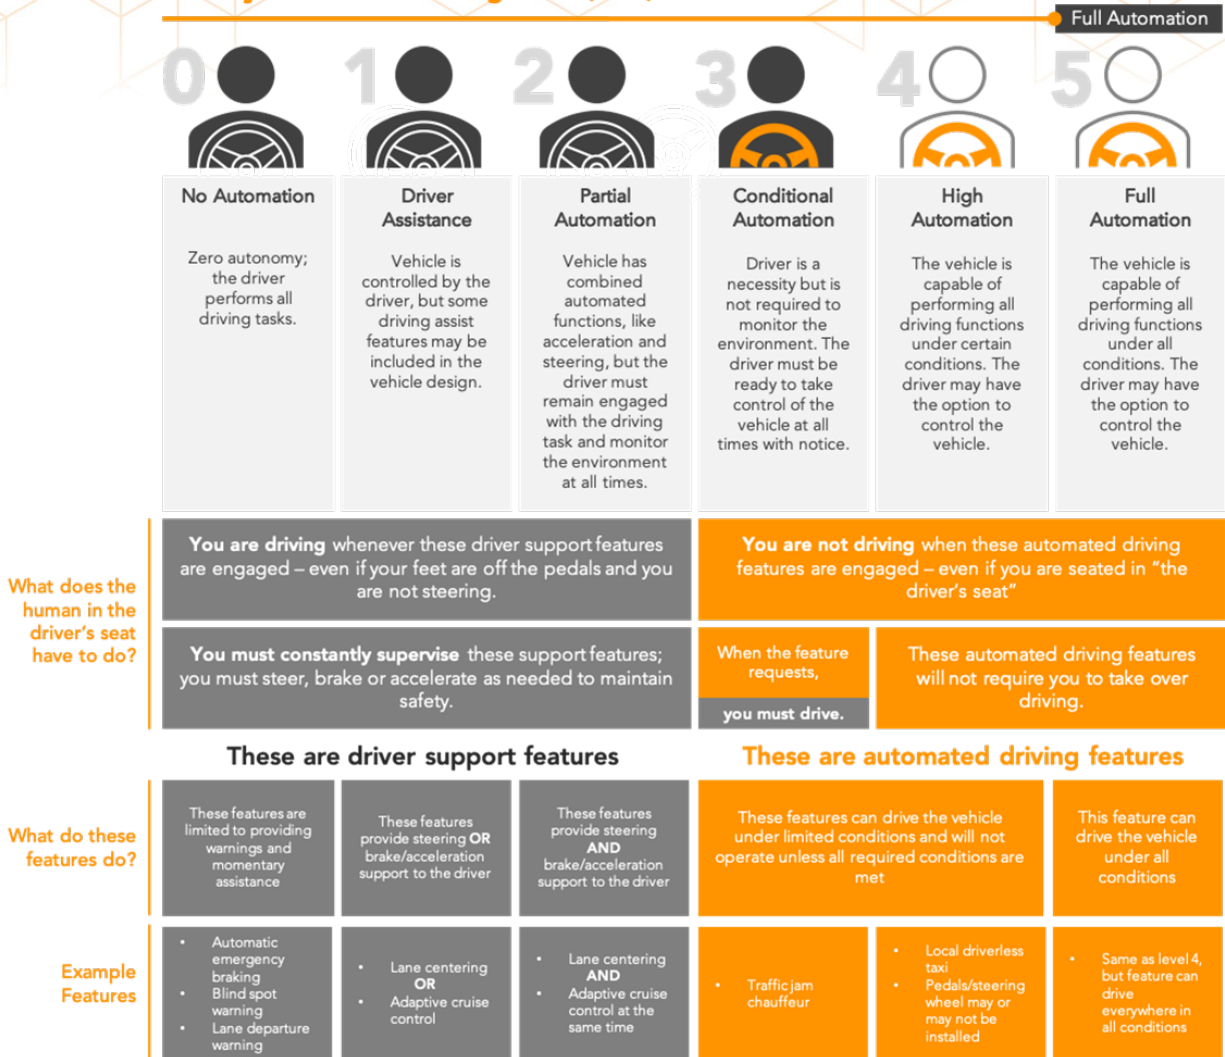 Full Automation
0
1
2
3
4
5
No Automation
Zero autonomy;
the driver
performs all
driving tasks.
Driver
Assistance
Vehicle is
controlled by the
driver, but some
driving assist
features may be
included in the
vehicle design.
Partial
Automation
Vehicle has
combined
automated
functions, like
acceleration and
steering, but the
driver must
remain engaged
with the driving
task and monitor
the environment
at all times.
Conditional
Automation
Driver is a
necessity but is
not required to
monitor the
environment. The
driver must be
ready to take
control of the
vehicle at all
times with notice.
High
Automation
The vehicle is
capable of
performing all
driving functions
under certain
conditions. The
driver may have
the option to
control the
vehicle.
Full
Automation
The vehicle is
capable of
performing all
driving functions
under all
conditions. The
driver may have
the option to
control the
vehicle.
What does the
human in the
driver's seat
have to do?
You are driving whenever these driver support features
are engaged – even if your feet are off the pedals and you
are not steering.
You are not driving when these automated driving
features are engaged – even if you are seated in "the
driver's seat"
You must constantly supervise these support features;
you must steer, brake or accelerate as needed to maintain
safety.
When the feature
requests,
you must drive.
These automated driving features
will not require you to take over
driving.
These are driver support features
These are automated driving features
What do these
features do?
These features are
limited to providing
warnings and
momentary
assistance
These features
provide steering OR
brake/acceleration
support to the driver
These features
provide steering
AND
brake/acceleration
support to the driver
These features can drive the vehicle
under limited conditions and will not
operate unless all required conditions are
met
This feature can
drive the vehicle
under all
conditions
Example
Features
• Automatic
emergency
braking
• Blind spot
warning
• Lane departure
warning
• Lane centering
OR
• Adaptive cruise
control
• Lane centering
AND
• Adaptive cruise
control at the
same time
• Traffic jam
chauffeur
• Local driverless
taxi
• Pedals/steering
wheel may or
may not be
installed
• Same as level 4,
but feature can
drive
everywhere in
all conditions